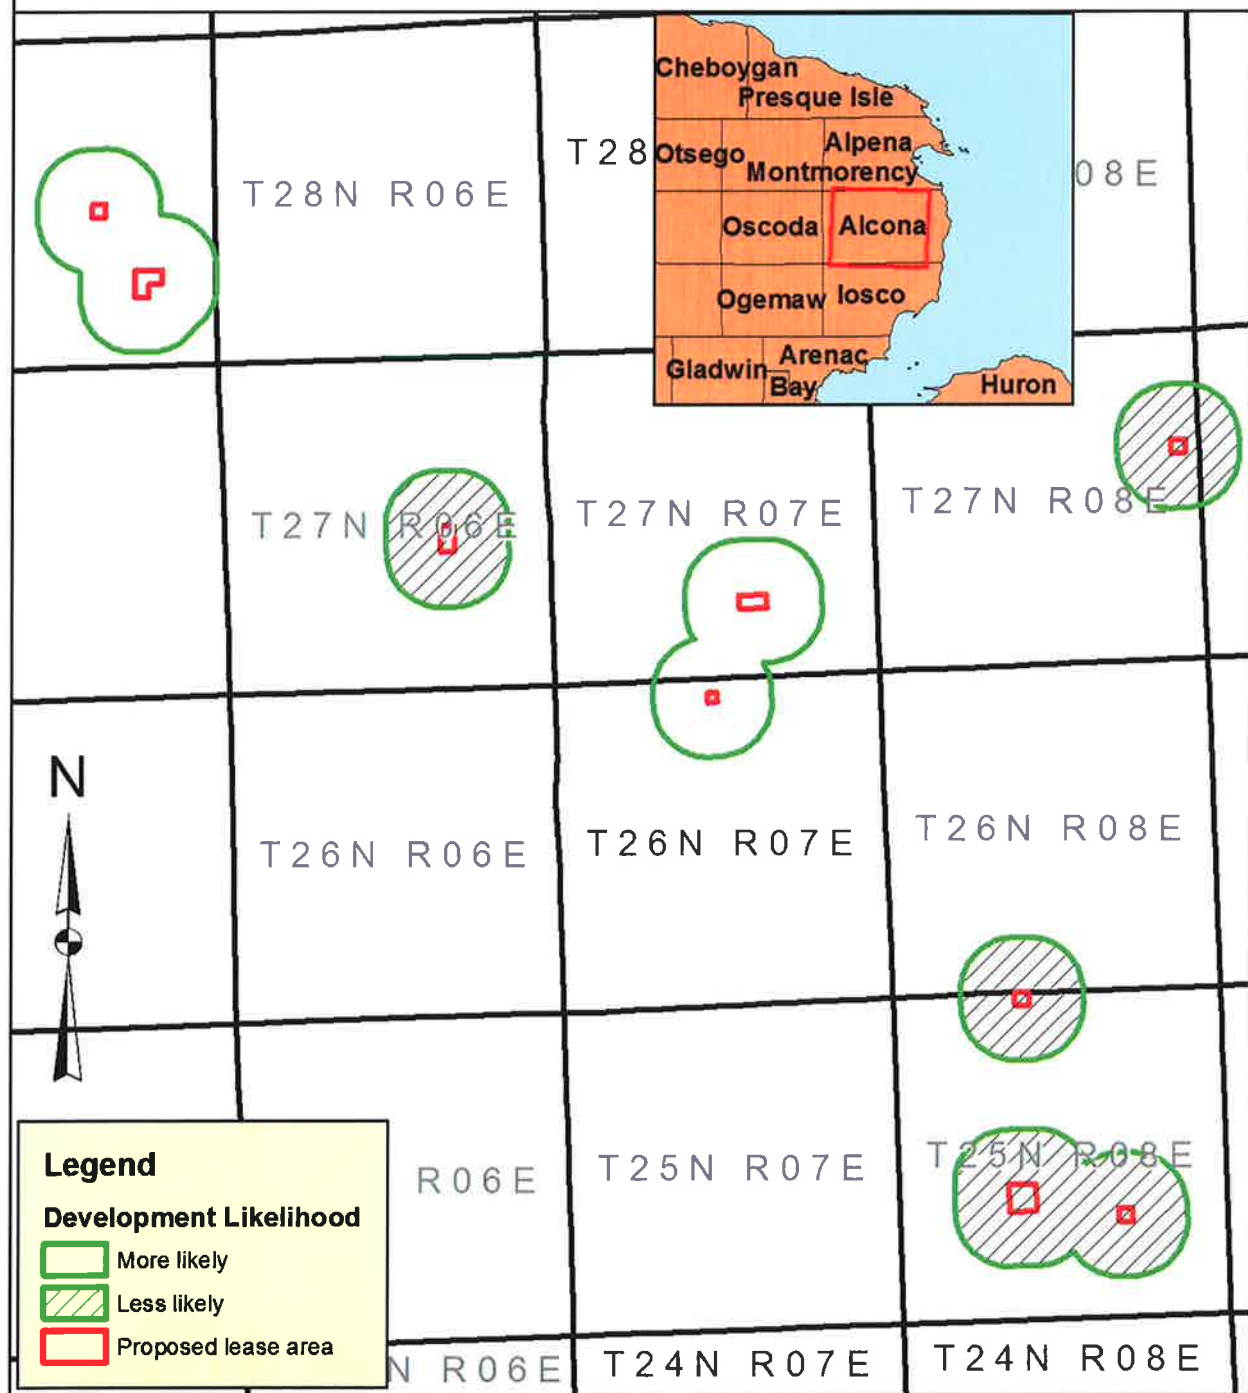 Cheboygan
Presque Isle
Otsego
Alpena
Montmorency
Oscoda
Alcona
Ogemaw
Iosco
Gladwin
Arenac
Bay
Huron
T28N R06E
T28
08E
T27N R06E
T27N R07E
T27N R08E
N
T26N R06E
T26N R07E
T26N R08E
R06E
T25N R07E
T25N R08E
Legend
Development Likelihood
More likely
Less likely
Proposed lease area
N R06E
T24N R07E
T24N R08E